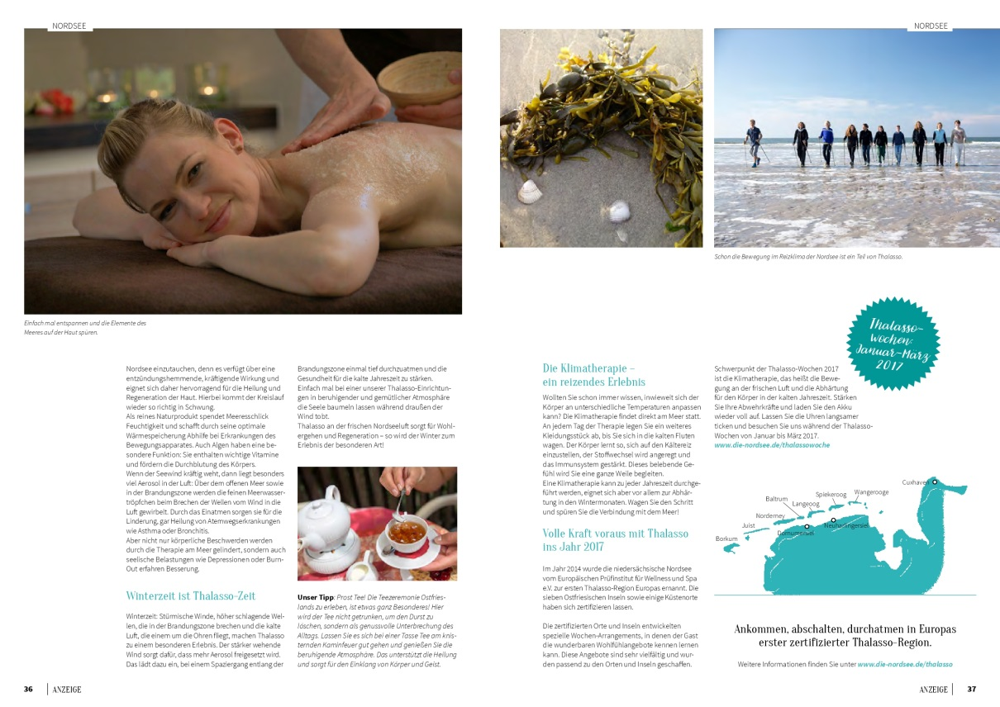 NORDSEE
Einfach mal entspannen und die Elemente des
Meeres auf der Haut spüren.
Nordsee einzutauchen, denn es verfügt über eine
entzündungshemmende, kräftigende Wirkung und
eignet sich daher hervorragend für die Heilung und
Regeneration der Haut. Hierbei kommt der Kreislauf
wieder so richtig in Schwung.
Als reines Naturprodukt spendet Meeresschlick
Feuchtigkeit und schafft durch seine optimale
Wärmespeicherung Abhilfe bei Erkrankungen des
Bewegungsapparates. Auch Algen haben eine be-
sondere Funktion: Sie enthalten wichtige Vitamine
und fördern die Durchblutung des Körpers.
Wenn der Seewind kräftig weht, dann liegt besonders
viel Aerosol in der Luft: Über dem offenen Meer sowie
in der Brandungszone werden die feinen Meerwasser-
tröpfchen beim Brechen der Wellen vom Wind in die
Luft gewirbelt. Durch das Einatmen sorgen sie für die
Linderung, gar Heilung von Atemwegserkrankungen
wie Asthma oder Bronchitis.
Aber nicht nur körperliche Beschwerden werden
durch die Therapie am Meer gelindert, sondern auch
seelische Belastungen wie Depressionen oder Burn-
Out erfahren Besserung.
Winterzeit ist Thalasso-Zeit
Winterzeit: Stürmische Winde, höher schlagende Wel-
len, die in der Brandungszone brechen und die kalte
Luft, die einem um die Ohren fliegt, machen Thalasso
zu einem besonderen Erlebnis. Der stärker wehende
Wind sorgt dafür, dass mehr Aerosol freigesetzt wird.
Das lädt dazu ein, bei einem Spaziergang entlang der
Brandungszone einmal tief durchzuatmen und die
Gesundheit für die kalte Jahreszeit zu stärken.
Einfach mal bei einer unserer Thalasso-Einrichtun-
gen in beruhigender und gemütlicher Atmosphäre
die Seele baumeln lassen während draußen der
Wind tobt.
Thalasso an der frischen Nordseeluft sorgt für Wohl-
ergehen und Regeneration – so wird der Winter zum
Erlebnis der besonderen Art!
Unser Tipp: Prost Tee! Die Teezeremonie Ostfries-
lands zu erleben, ist etwas ganz Besonderes! Hier
wird der Tee nicht getrunken, um den Durst zu
löschen, sondern als genussvolle Unterbrechung des
Alltags. Lassen Sie es sich bei einer Tasse Tee am knis-
ternden Kaminfeuer gut gehen und genießen Sie die
beruhigende Atmosphäre. Das unterstützt die Heilung
und sorgt für den Einklang von Körper und Geist.
36 ANZEIGE
NORDSEE
Schon die Bewegung im Reizklima der Nordsee ist ein Teil von Thalasso.
Die Klimatherapie –
ein reizendes Erlebnis
Wollten Sie schon immer wissen, inwieweit sich der
Körper an unterschiedliche Temperaturen anpassen
kann? Die Klimatherapie findet direkt am Meer statt.
An jedem Tag der Therapie legen Sie ein weiteres
Kleidungsstück ab, bis Sie sich in die kalten Fluten
wagen. Der Körper lernt so, sich auf den Kältereiz
einzustellen, der Stoffwechsel wird angeregt und
das Immunsystem gestärkt. Dieses belebende Ge-
fühl wird Sie eine ganze Weile begleiten.
Eine Klimatherapie kann zu jeder Jahreszeit durchge-
führt werden, eignet sich aber vor allem zur Abhär-
tung in den Wintermonaten. Wagen Sie den Schritt
und spüren Sie die Verbindung mit dem Meer!
Volle Kraft voraus mit Thalasso
ins Jahr 2017
Im Jahr 2014 wurde die niedersächsische Nordsee
vom Europäischen Prüfinstitut für Wellness und Spa
e.V. zur ersten Thalasso-Region Europas ernannt. Die
sieben Ostfriesischen Inseln sowie einige Küstenorte
haben sich zertifizieren lassen.
Die zertifizierten Orte und Inseln entwickelten
spezielle Wochen-Arrangements, in denen der Gast
die wunderbaren Wohlfühlangebote kennen lernen
kann. Diese Angebote sind sehr vielfältig und wur-
den passend zu den Orten und Inseln geschaffen.
Thalasso-
wochen:
Januar-März
2017
Schwerpunkt der Thalasso-Wochen 2017
ist die Klimatherapie, das heißt die Bewe-
gung an der frischen Luft und die Abhärtung
für den Körper in der kalten Jahreszeit. Stärken
Sie Ihre Abwehrkräfte und laden Sie den Akku
wieder voll auf. Lassen Sie die Uhren langsamer
ticken und besuchen Sie uns während der Thalasso-
Wochen von Januar bis März 2017.
www.die-nordsee.de/thalassowoche
Cuxhaven
Wangerooge
Spiekeroog
Baltrum
Langeoog
Norderney
Neuharlingersiel
Juist
Dornumersiel
Borkum
Ankommen, abschalten, durchatmen in Europas
erster zertifizierter Thalasso-Region.
Weitere Informationen finden Sie unter www.die-nordsee.de/thalasso
ANZEIGE 37